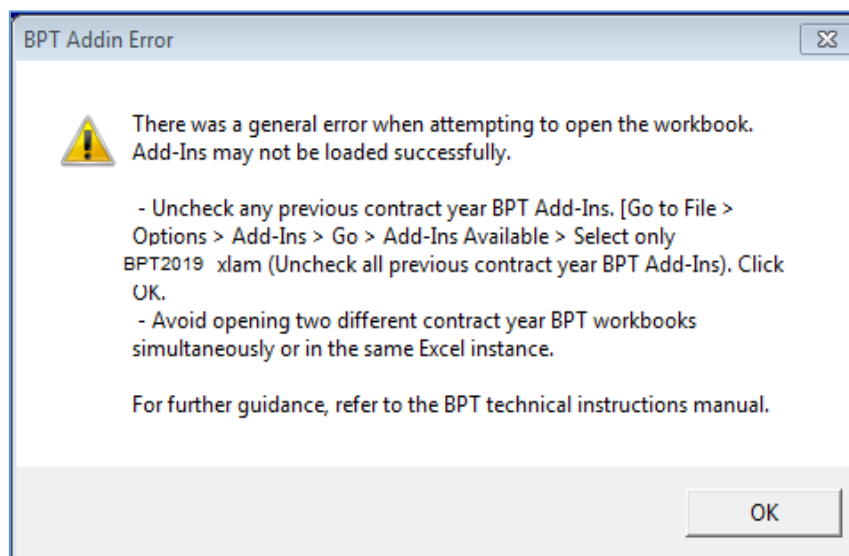 BPT Addin Error
There was a general error when attempting to open the workbook.
Add-Ins may not be loaded successfully.
- Uncheck any previous contract year BPT Add-Ins. [Go to File >
Options > Add-Ins > Go > Add-Ins Available > Select only
BPT2019 xlam (Uncheck all previous contract year BPT Add-Ins). Click
OK.
- Avoid opening two different contract year BPT workbooks
simultaneously or in the same Excel instance.
For further guidance, refer to the BPT technical instructions manual.
OK